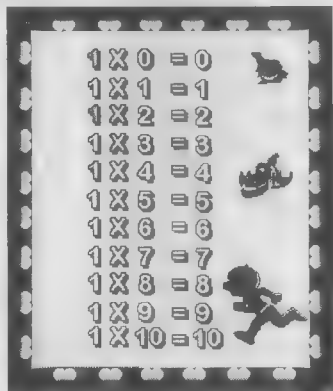 1 X 0 = 0
1 X 1 = 1
1 X 2 = 2
1 X 3 = 3
1 X 4 = 4
1 X 5 = 5
1 X 6 = 6
1 X 7 = 7
1 X 8 = 8
1 X 9 = 9
1 X 10 = 10